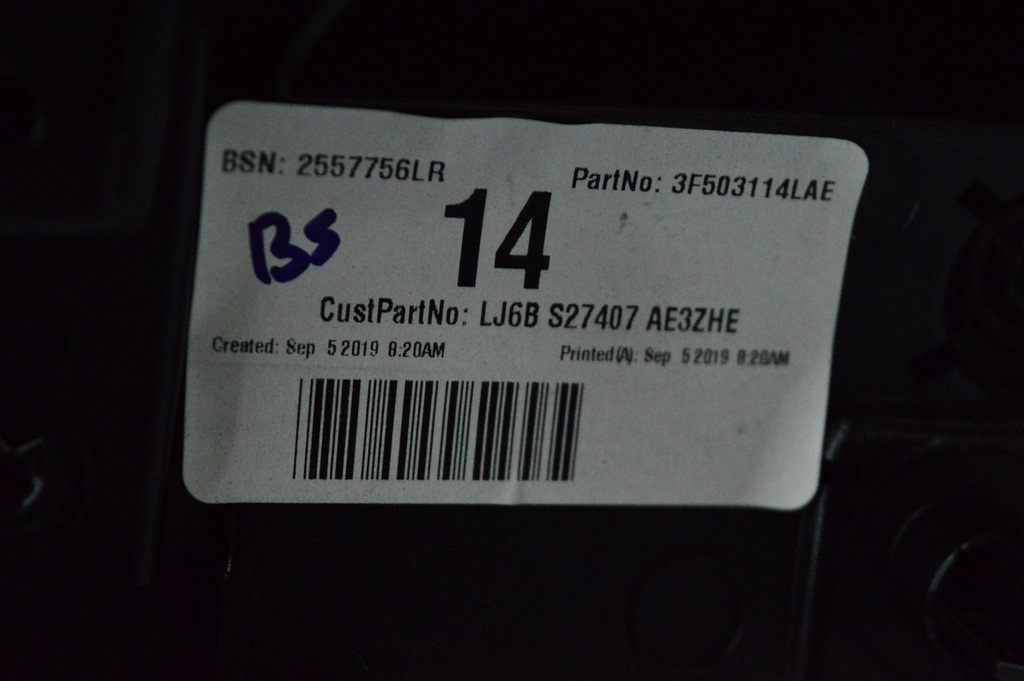 BSN: 2557756LR
PartNo: 3F503114LAE
14
BS
CustPartNo: LJ6B S27407 AE3ZHE
Created: Sep 5 2019 8:20AM
Printed(A): Sep 5 2019 8:20AM